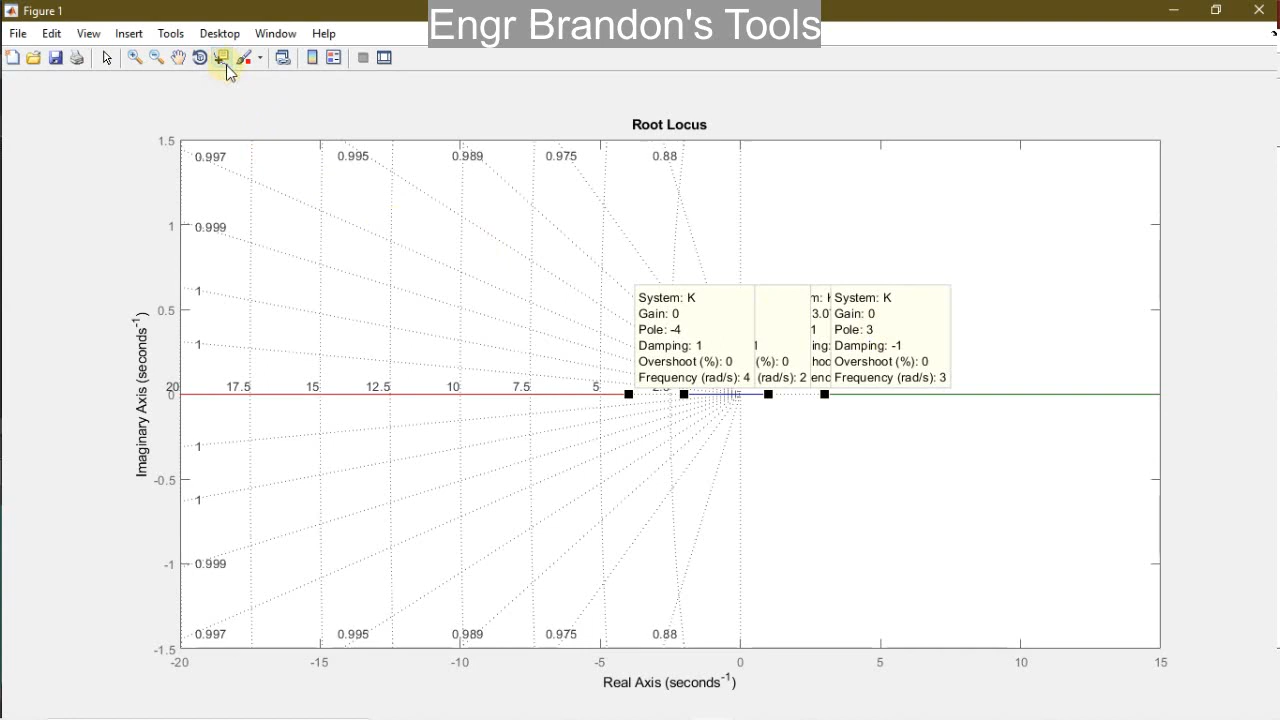 Figure 1
Engr Brandon's Tools
File Edit View Insert Tools Desktop Window Help
Root Locus
1.5
1
0.5
0
-0.5
-1
-1.5
Imaginary Axis (seconds-1)
0.997 0.995 0.989 0.975 0.88
0.999
1
1
20 17.5 15 12.5 10 7.5 5
1
1
0.999
0.997 0.995 0.989 0.975 0.88
System: K
Gain: 0
Pole: -4
Damping: 1
Overshoot (%): 0
Frequency (rad/s): 4
(%): 0
(rad/s): 2
System: K
Gain: 0
Pole: 3
Damping: -1
Overshoot (%): 0
Frequency (rad/s): 3
-20 -15 -10 -5 0 5 10 15
Real Axis (seconds-1)